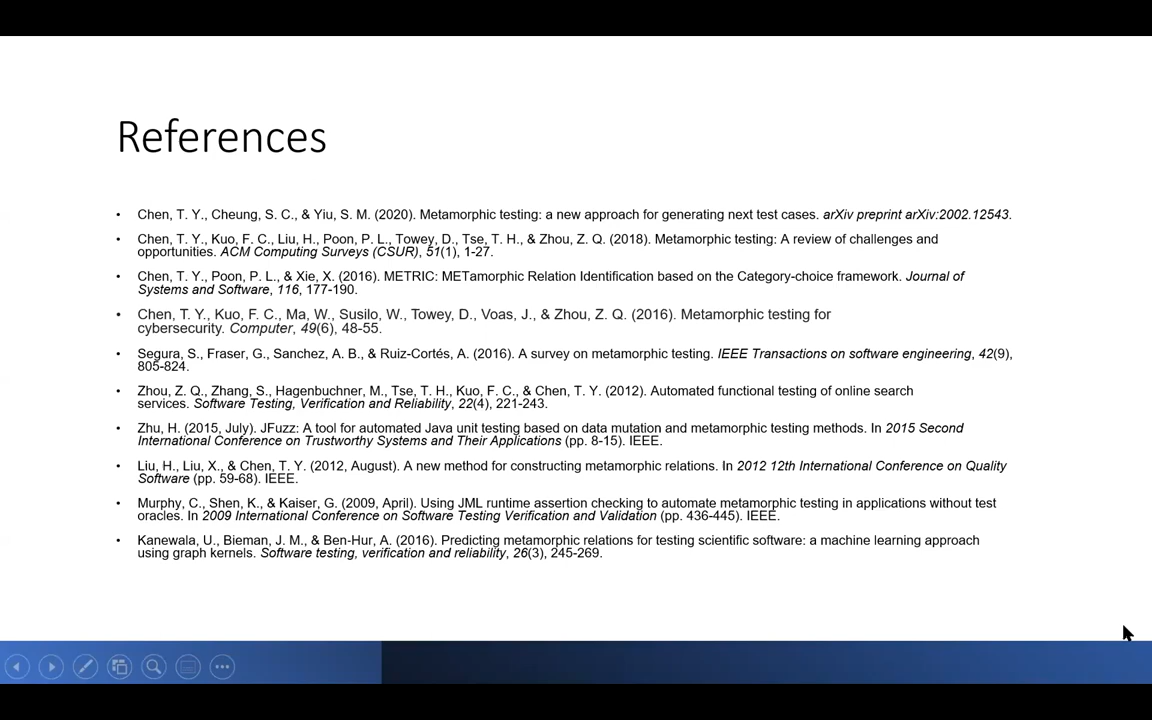 References
• Chen, T. Y., Cheung, S. C., & Yiu, S. M. (2020). Metamorphic testing: a new approach for generating next test cases. arXiv preprint arXiv:2002.12543.
• Chen, T. Y., Kuo, F. C., Liu, H., Poon, P. L., Towey, D., Tse, T. H., & Zhou, Z. Q. (2018). Metamorphic testing: A review of challenges and
opportunities. ACM Computing Surveys (CSUR), 51(1), 1-27.
• Chen, T. Y., Poon, P. L., & Xie, X. (2016). METRIC: METamorphic Relation Identification based on the Category-choice framework. Journal of
Systems and Software, 116, 177-190.
• Chen, T. Y., Kuo, F. C., Ma, W., Susilo, W., Towey, D., Voas, J., & Zhou, Z. Q. (2016). Metamorphic testing for
cybersecurity. Computer, 49(6), 48-55.
• Segura, S., Fraser, G., Sanchez, A. B., & Ruiz-Cortés, A. (2016). A survey on metamorphic testing. IEEE Transactions on software engineering, 42(9),
805-824.
• Zhou, Z. Q., Zhang, S., Hagenbuchner, M., Tse, T. H., Kuo, F. C., & Chen, T. Y. (2012). Automated functional testing of online search
services. Software Testing, Verification and Reliability, 22(4), 221-243.
• Zhu, H. (2015, July). JFuzz: A tool for automated Java unit testing based on data mutation and metamorphic testing methods. In 2015 Second
International Conference on Trustworthy Systems and Their Applications (pp. 8-15). IEEE.
• Liu, H., Liu, X., & Chen, T. Y. (2012, August). A new method for constructing metamorphic relations. In 2012 12th International Conference on Quality
Software (pp. 59-68). IEEE.
• Murphy, C., Shen, K., & Kaiser, G. (2009, April). Using JML runtime assertion checking to automate metamorphic testing in applications without test
oracles. In 2009 International Conference on Software Testing Verification and Validation (pp. 436-445). IEEE.
• Kanewala, U., Bieman, J. M., & Ben-Hur, A. (2016). Predicting metamorphic relations for testing scientific software: a machine learning approach
using graph kernels. Software testing, verification and reliability, 26(3), 245-269.